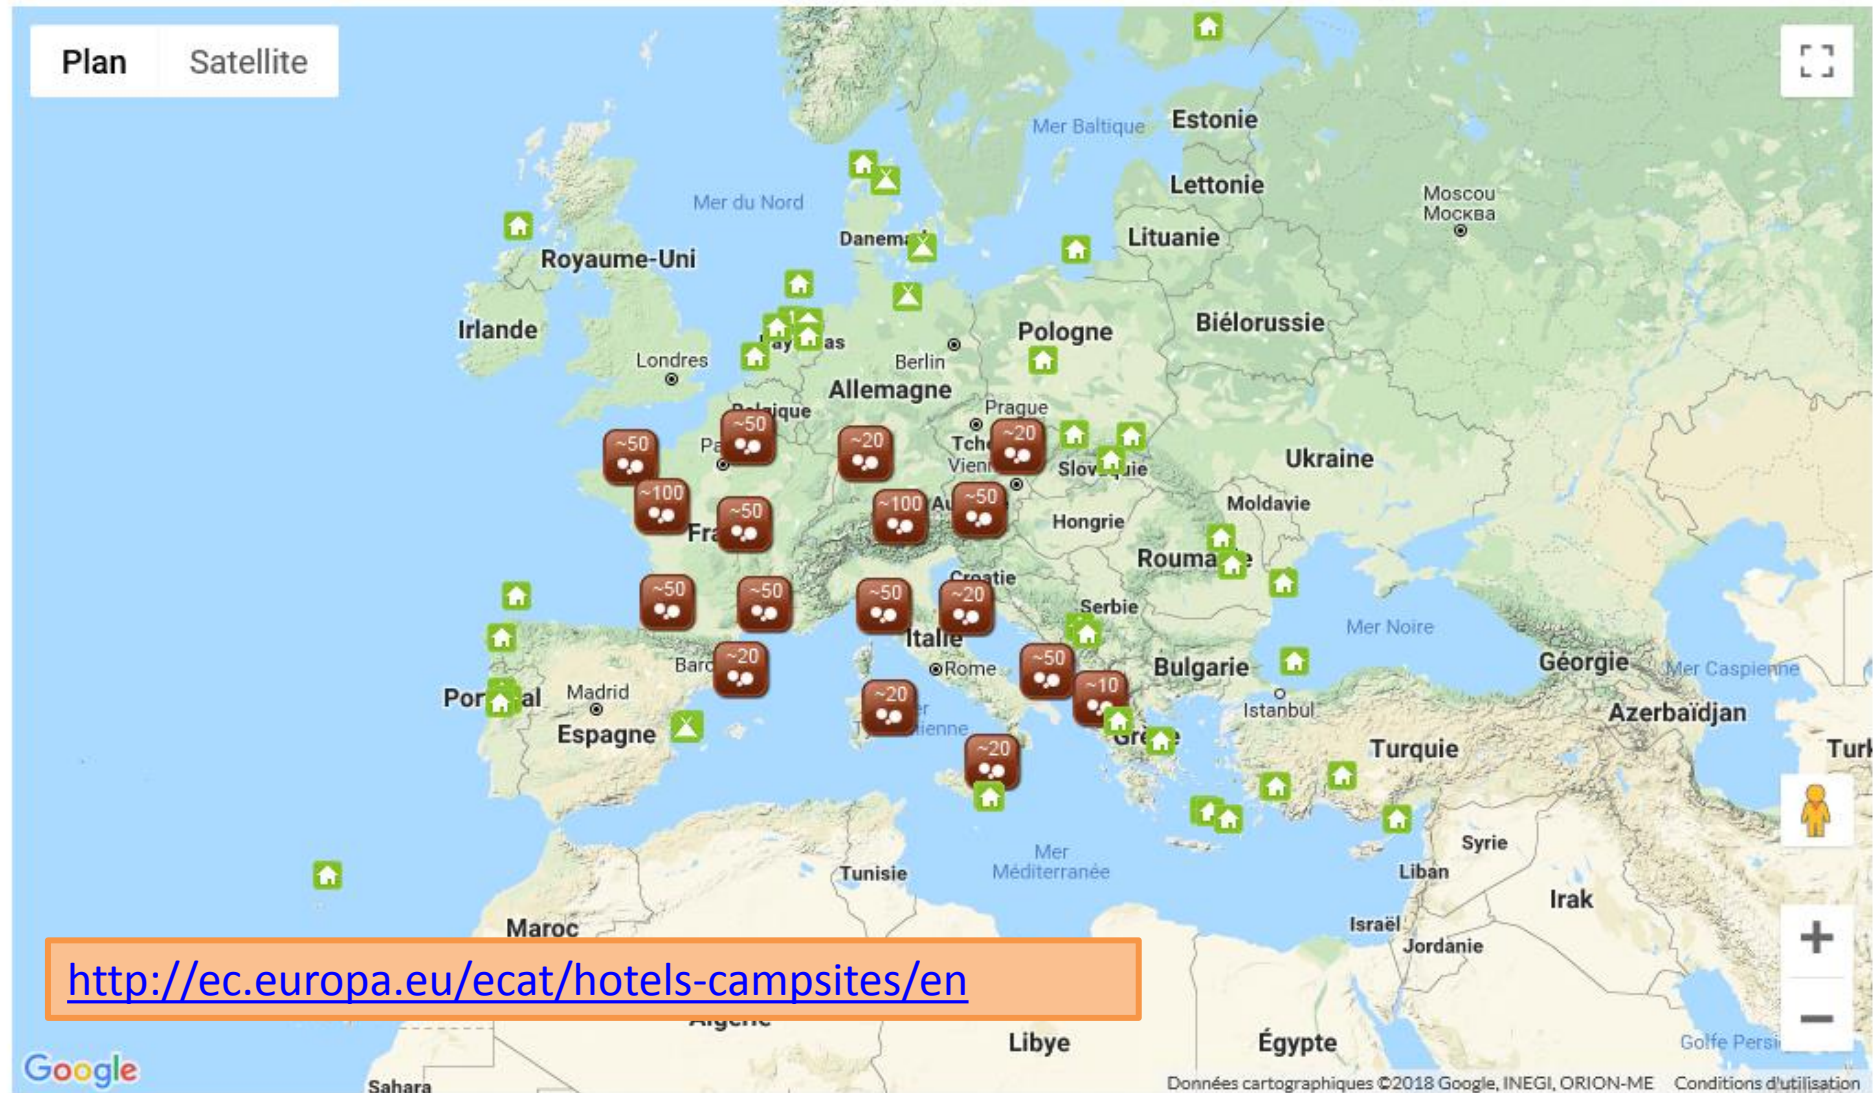 Plan
Satellite
Estonie
Mer Baltique
Lettonie
Moscou
Москва
Mer du Nord
Lituanie
Royaume-Uni
Irlande
Londres
Berlin
Pologne
Biélorussie
Allemagne
Prague
~50
~50
~20
~20
Slovaquie
Ukraine
~100
~50
~100
~50
Hongrie
Moldavie
Croatie
~50
~50
~50
~20
Serbie
Italie
Mer Noire
~20
Rome
~50
Bulgarie
Géorgie
Mer Caspienne
Madrid
~20
~10
Istanbul
Azerbaïdjan
Espagne
Turquie
~20
Mer
Méditerranée
Tunisie
Syrie
Liban
Irak
Maroc
Israël
Jordanie
http://ec.europa.eu/ecat/hotels-campsites/en
Libye
Égypte
Google
Sahara
Données cartographiques ©2018 Google, INEGI, ORION-ME
Conditions d'utilisation